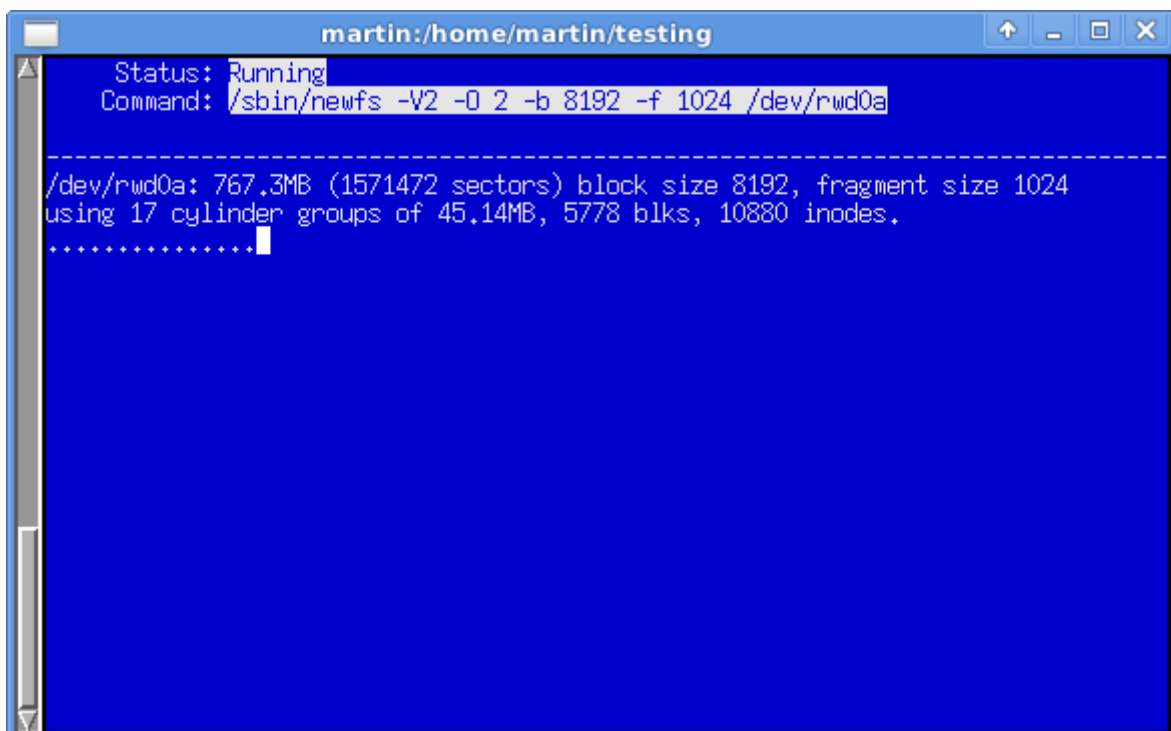 martin:/home/martin/testing
Status: Running
Command: /sbin/newfs -V2 -O 2 -b 8192 -f 1024 /dev/rwd0a
--------------------------------------------------------------------------------
/dev/rwd0a: 767.3MB (1571472 sectors) block size 8192, fragment size 1024
using 17 cylinder groups of 45.14MB, 5778 blks, 10880 inodes.
...............